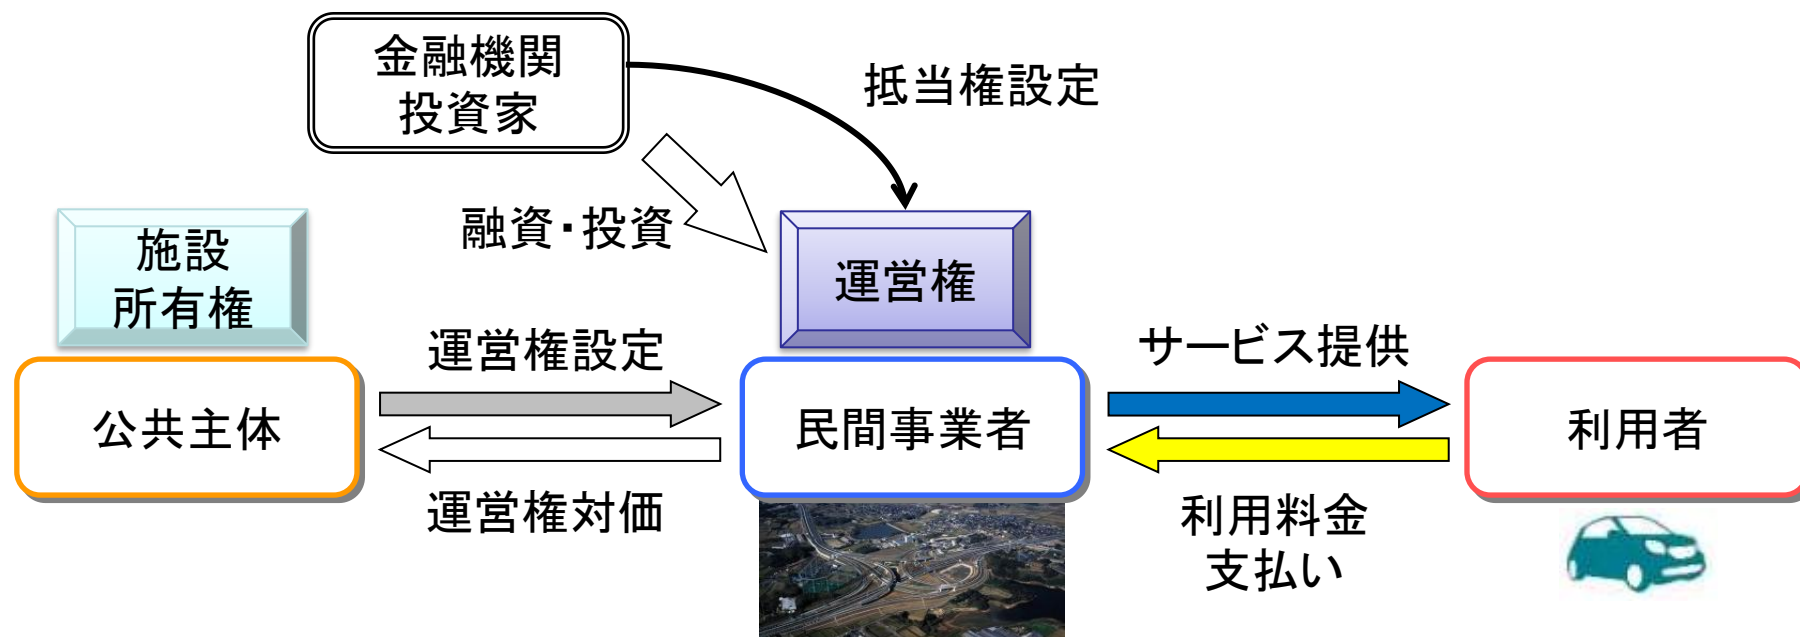 金融機関
投資家
抵当権設定
融資・投資
施設
所有権
運営権
運営権設定
サービス提供
公共主体
民間事業者
利用者
運営権対価
利用料金
支払い